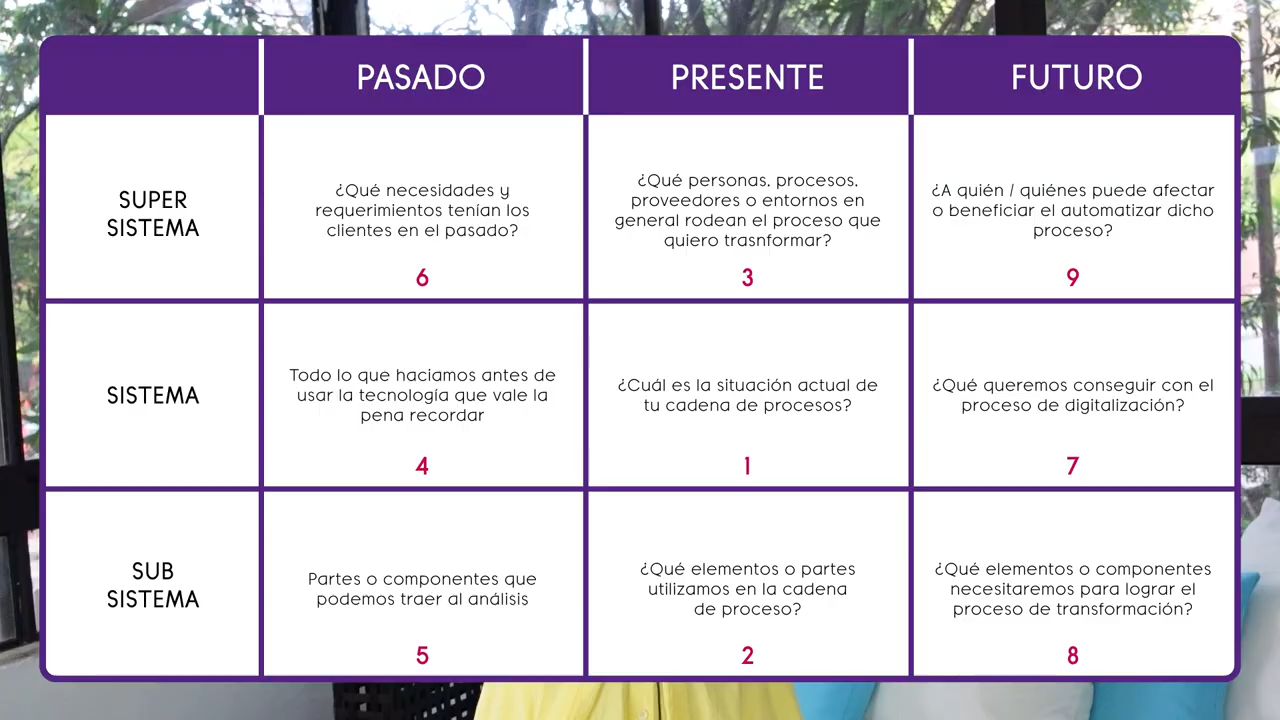 PASADO
PRESENTE
FUTURO
SUPER
SISTEMA
¿Qué necesidades y
requerimientos tenían los
clientes en el pasado?
6
¿Qué personas, procesos,
proveedores o entornos en
general rodean el proceso que
quiero trasnformar?
3
¿A quién / quiénes puede afectar
o beneficiar el automatizar dicho
proceso?
9
SISTEMA
Todo lo que haciamos antes de
usar la tecnología que vale la
pena recordar
4
¿Cuál es la situación actual de
tu cadena de procesos?
1
¿Qué queremos conseguir con el
proceso de digitalización?
7
SUB
SISTEMA
Partes o componentes que
podemos traer al análisis
5
¿Qué elementos o partes
utilizamos en la cadena
de proceso?
2
¿Qué elementos o componentes
necesitaremos para lograr el
proceso de transformación?
8